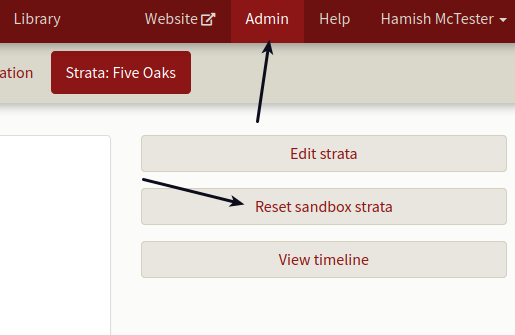 Library Website Admin Help Hamish McTester
ation Strata: Five Oaks
Edit strata
Reset sandbox strata
View timeline